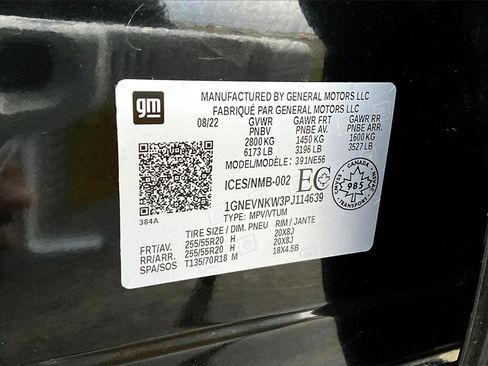 gm
MANUFACTURED BY GENERAL MOTORS LLC
FABRIQUÉ PAR GENERAL MOTORS LLC
08/22 GVWR GAWR FRT GAWR RR
PNBV PNBE AV. PNBE ARR.
2800 KG 1450 KG 1600 KG
6173 LB 3196 LB 3527 LB
MODEL/MODÈLE: 391NE56
ICES/NMB-002 EC
CANADA
985
1GNEVNKW3PJ114639
TYPE: MPV/VTUM
384A
TIRE SIZE / DIM. PNEU RIM / JANTE
FRT/AV. 255/55R20 H 20X8J
RR/ARR. 255/55R20 H 20X8J
SPA/SOS T135/70R18 M 18X4.5B